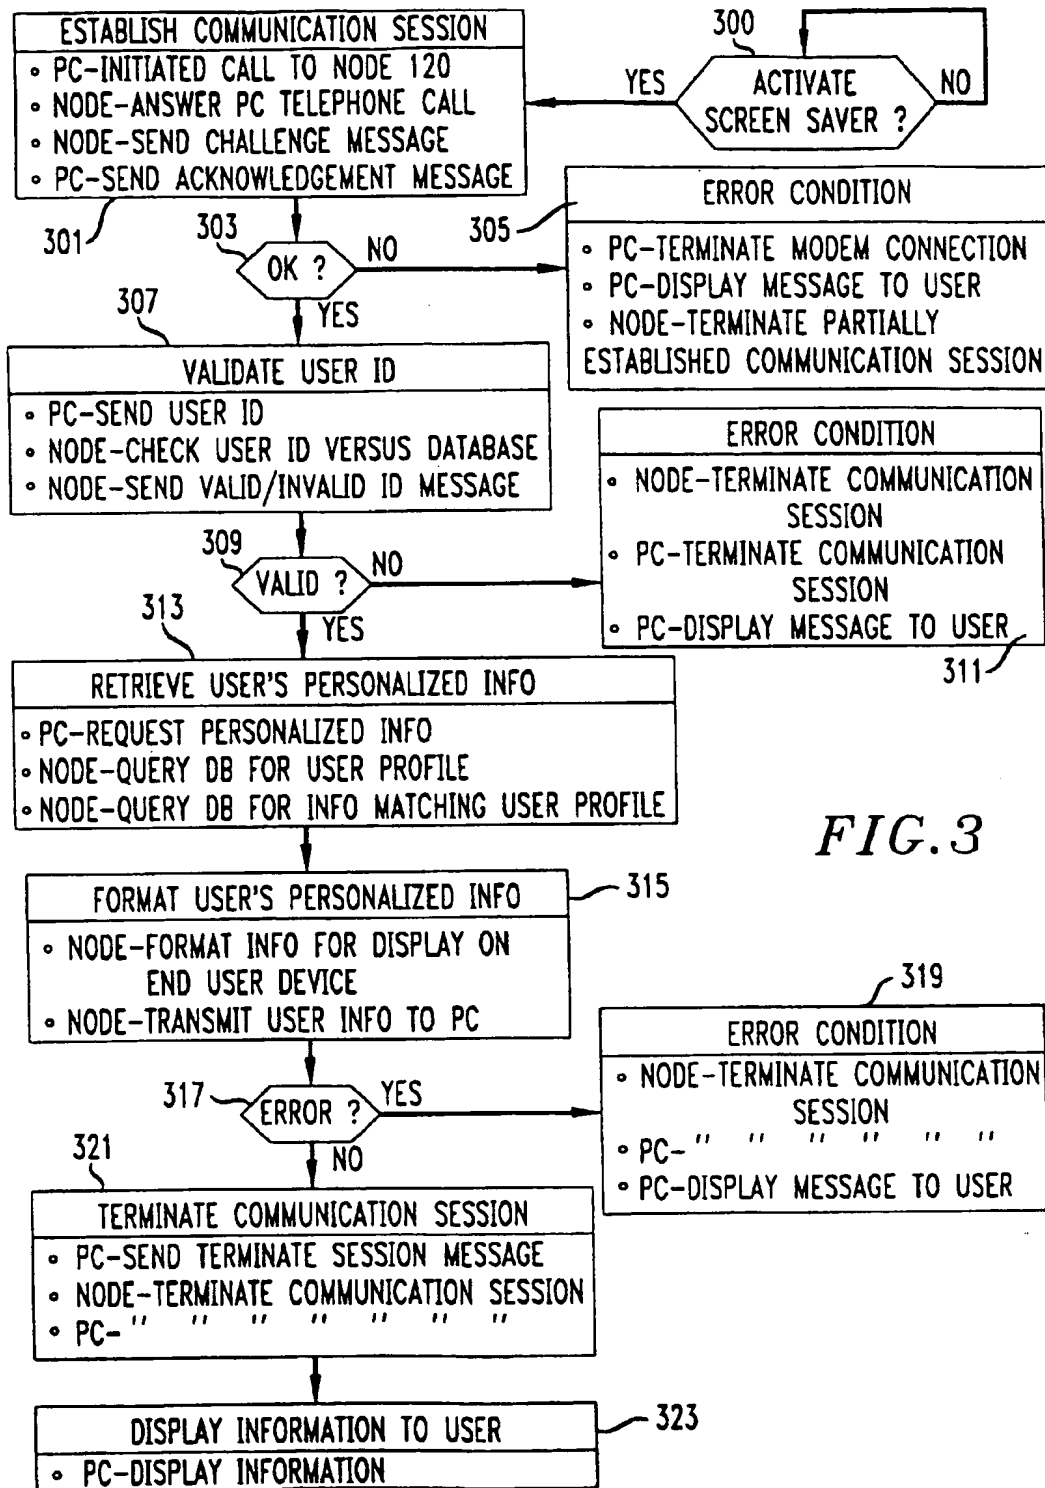 300
ACTIVATE
SCREEN SAVER ?
YES
NO
ESTABLISH COMMUNICATION SESSION
• PC-INITIATED CALL TO NODE 120
• NODE-ANSWER PC TELEPHONE CALL
• NODE-SEND CHALLENGE MESSAGE
• PC-SEND ACKNOWLEDGEMENT MESSAGE
301
303
OK ?
NO
YES
305
ERROR CONDITION
• PC-TERMINATE MODEM CONNECTION
• PC-DISPLAY MESSAGE TO USER
• NODE-TERMINATE PARTIALLY
ESTABLISHED COMMUNICATION SESSION
307
VALIDATE USER ID
• PC-SEND USER ID
• NODE-CHECK USER ID VERSUS DATABASE
• NODE-SEND VALID/INVALID ID MESSAGE
309
VALID ?
NO
YES
ERROR CONDITION
• NODE-TERMINATE COMMUNICATION
SESSION
• PC-TERMINATE COMMUNICATION
SESSION
• PC-DISPLAY MESSAGE TO USER
311
313
RETRIEVE USER'S PERSONALIZED INFO
• PC-REQUEST PERSONALIZED INFO
• NODE-QUERY DB FOR USER PROFILE
• NODE-QUERY DB FOR INFO MATCHING USER PROFILE
FIG.3
315
FORMAT USER'S PERSONALIZED INFO
• NODE-FORMAT INFO FOR DISPLAY ON
END USER DEVICE
• NODE-TRANSMIT USER INFO TO PC
317
ERROR ?
YES
NO
319
ERROR CONDITION
• NODE-TERMINATE COMMUNICATION
SESSION
• PC- " " " " " "
• PC-DISPLAY MESSAGE TO USER
321
TERMINATE COMMUNICATION SESSION
• PC-SEND TERMINATE SESSION MESSAGE
• NODE-TERMINATE COMMUNICATION SESSION
• PC- " " " " " " "
323
DISPLAY INFORMATION TO USER
• PC-DISPLAY INFORMATION